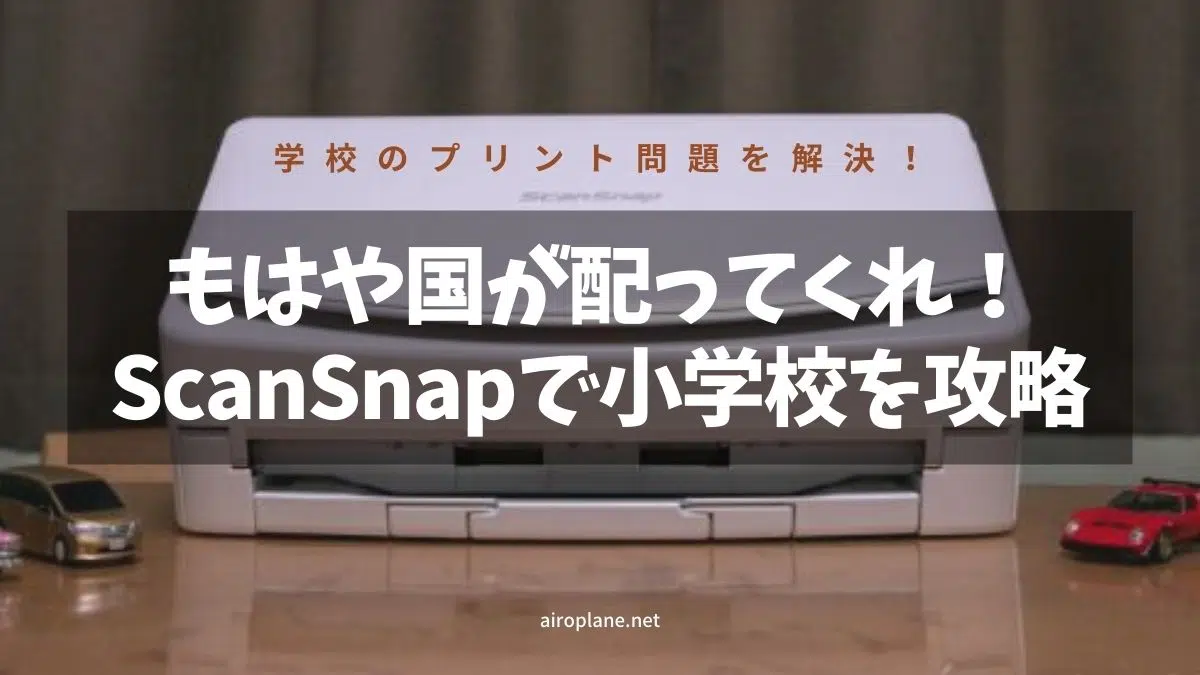 学校のプリント問題を解決！
ScanSnap
もはや国が配ってくれ！
ScanSnapで小学校を攻略
airoplane.net